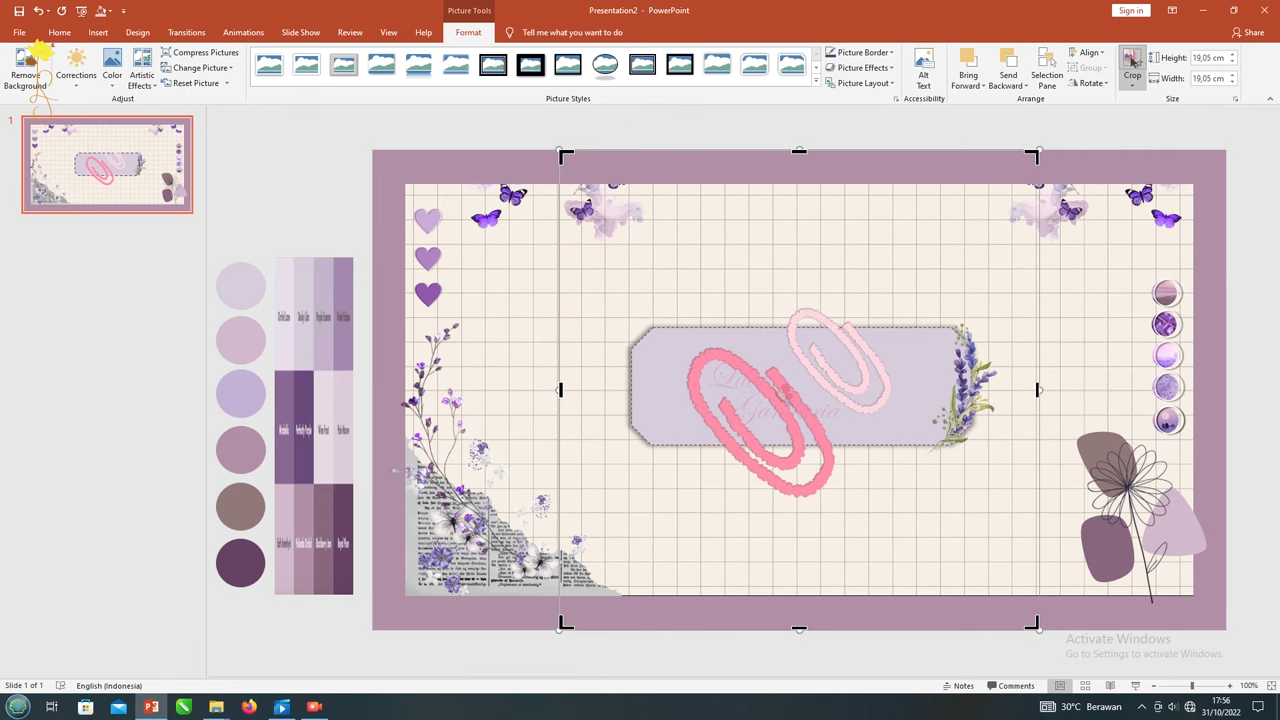 Picture Tools
Presentation2 - PowerPoint
Sign in
File
Home
Insert
Design
Transitions
Animations
Slide Show
Review
View
Help
Format
Tell me what you want to do
Share
Remove
Background
Corrections
Color
Artistic
Effects
Compress Pictures
Change Picture
Reset Picture
Picture Border
Picture Effects
Picture Layout
Alt
Text
Bring
Forward
Send
Backward
Selection
Pane
Align
Group
Rotate
Crop
Height:
19,05 cm
Width:
19,05 cm
Adjust
Picture Styles
Accessibility
Arrange
Size
1
Activate Windows
Go to Settings to activate Windows.
Slide 1 of 1
English (Indonesia)
Notes
Comments
100%
30°C Berawan
17:56
31/10/2022